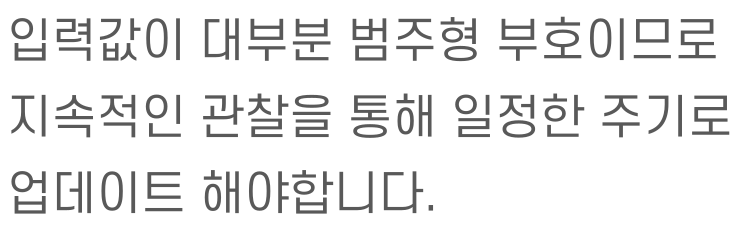 입력값이 대부분 범주형 부호이므로
지속적인 관찰을 통해 일정한 주기로
업데이트 해야합니다.